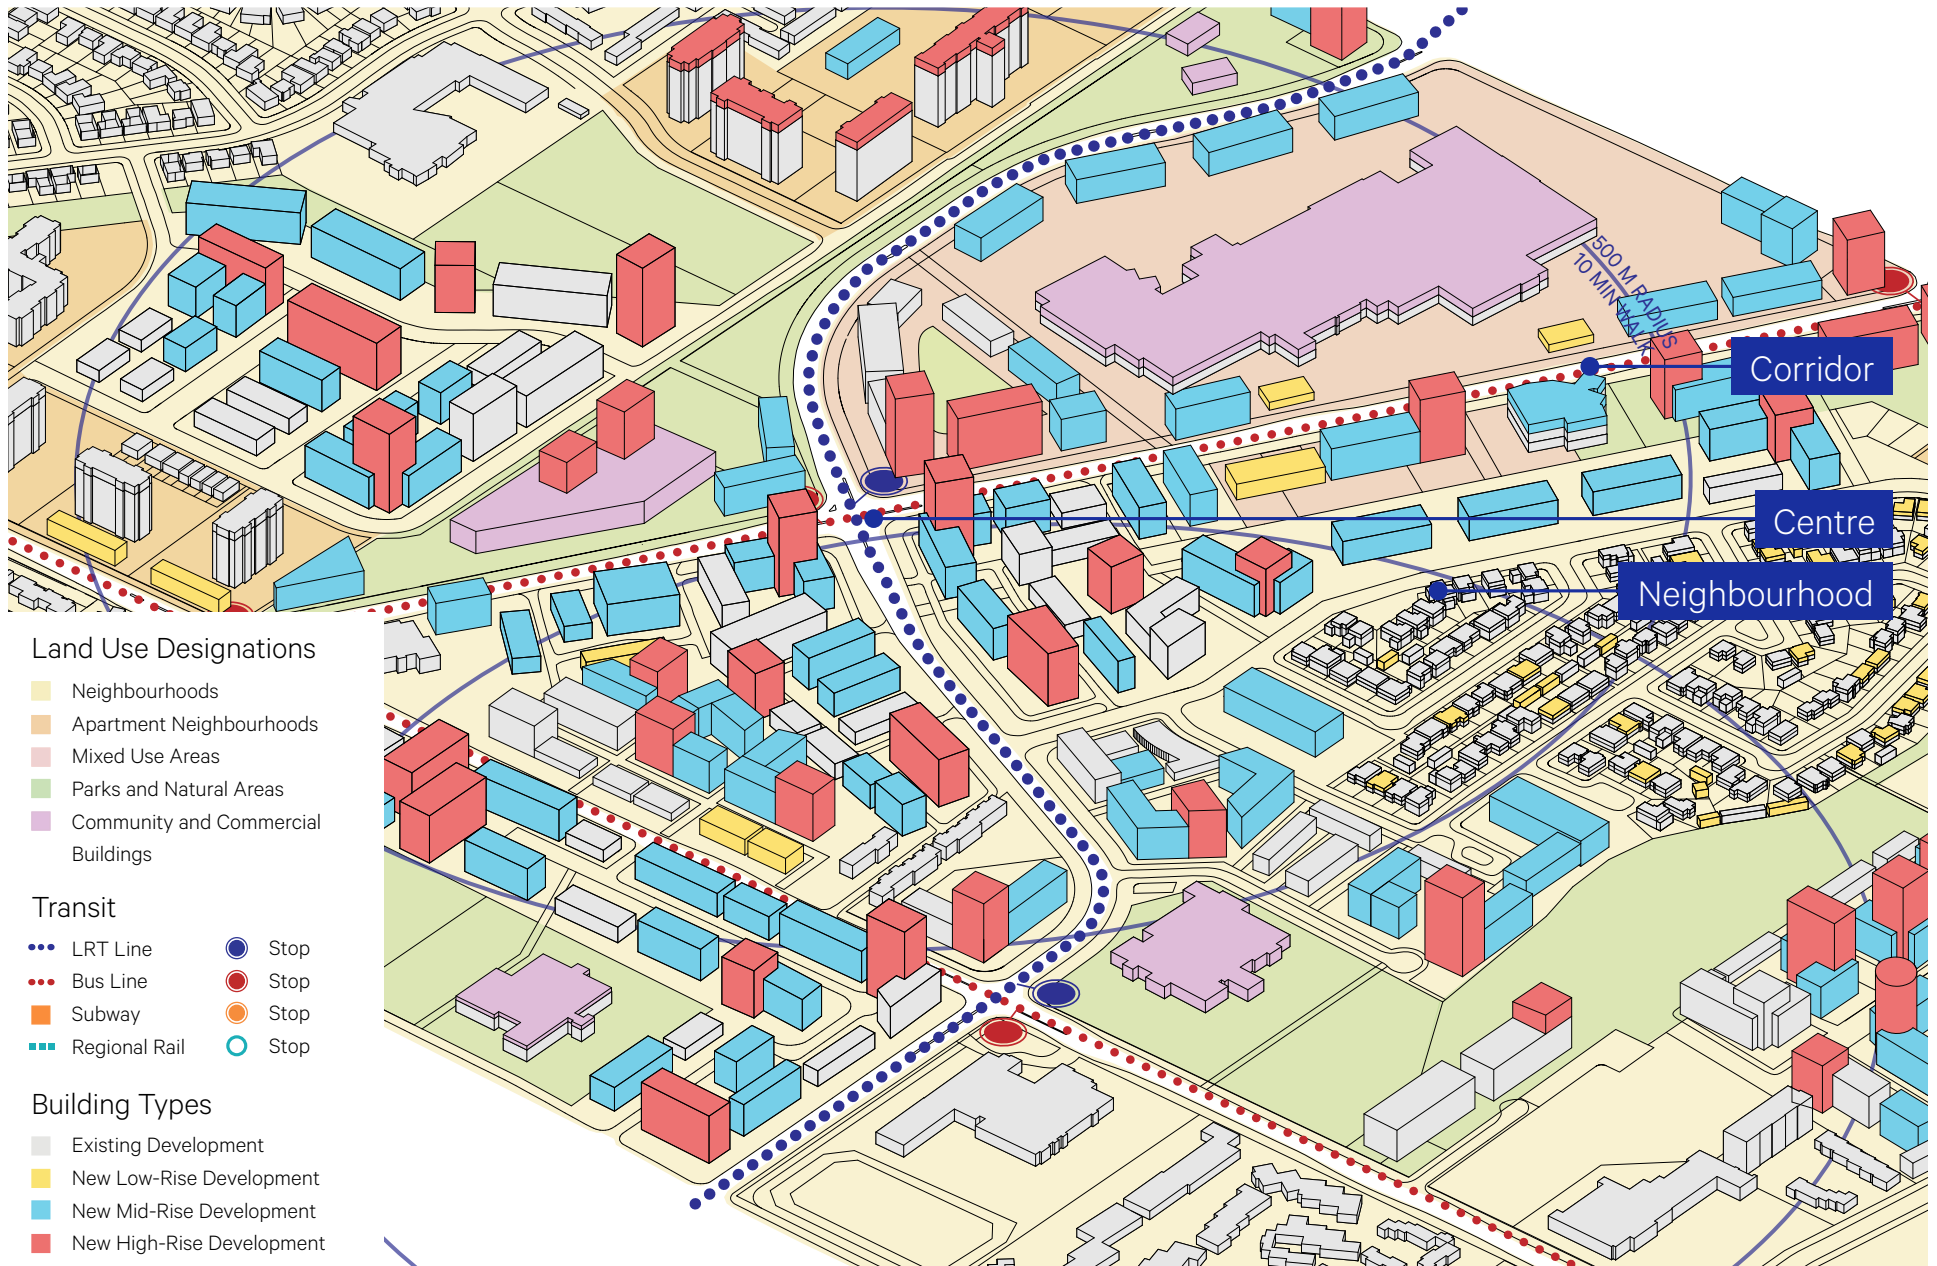 500 M RADIUS
10 MIN WALK
Corridor
Centre
Neighbourhood
Land Use Designations
Neighbourhoods
Apartment Neighbourhoods
Mixed Use Areas
Parks and Natural Areas
Community and Commercial
Buildings
Transit
LRT Line
Stop
Bus Line
Stop
Subway
Stop
Regional Rail
Stop
Building Types
Existing Development
New Low-Rise Development
New Mid-Rise Development
New High-Rise Development